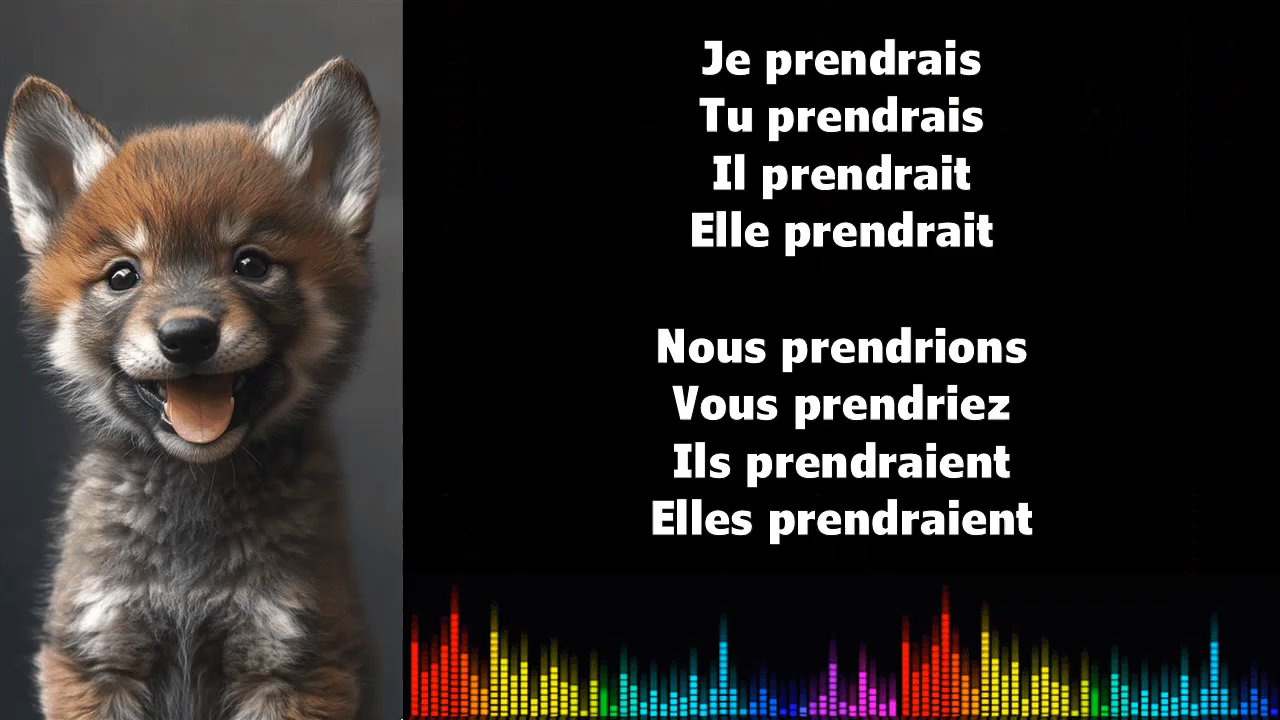 Je prendrais
Tu prendrais
Il prendrait
Elle prendrait
Nous prendrions
Vous prendriez
Ils prendraient
Elles prendraient